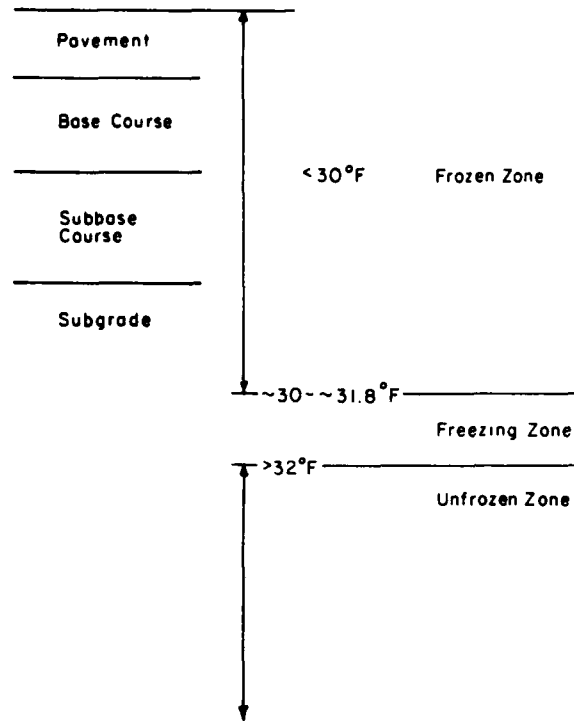 Pavement
Base Course
<30°F
Frozen Zone
Subbase
Course
Subgrade
~30-~31.8°F
Freezing Zone
>32°F
Unfrozen Zone